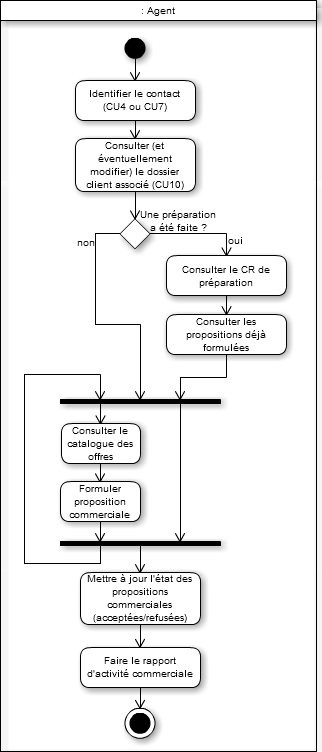 : Agent
Identifier le contact
(CU4 ou CU7)
Consulter (et
éventuellement
modifier) le dossier
client associé (CU10)
Une préparation
a été faite ?
non
oui
Consulter le CR de
préparation
Consulter les
propositions déjà
formulées
Consulter le
catalogue des
offres
Formuler
proposition
commerciale
Mettre à jour l'état des
propositions
commerciales
(acceptées/refusées)
Faire le rapport
d'activité commerciale